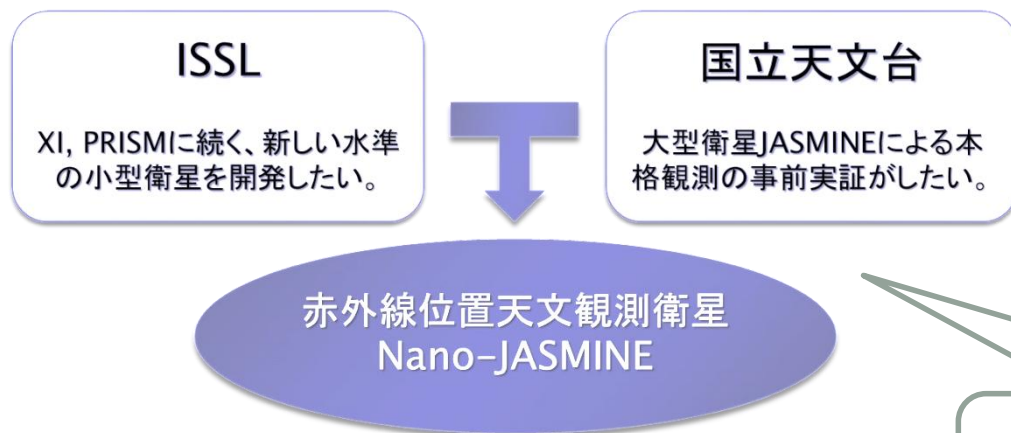 ISSL
XI, PRISMに続く、新しい水準
の小型衛星を開発したい。
国立天文台
大型衛星JASMINEによる本
格観測の事前実証がしたい。
赤外線位置天文観測衛星
Nano-JASMINE